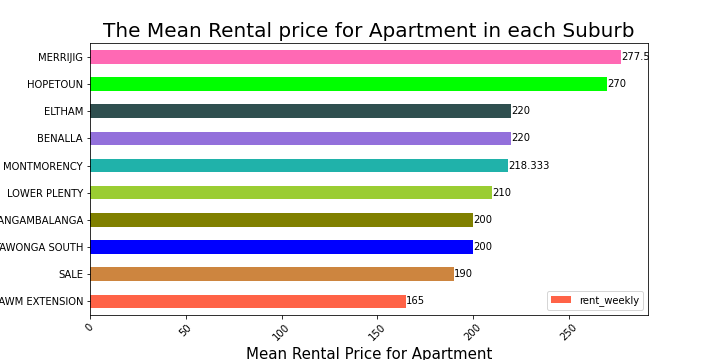 The Mean Rental price for Apartment in each Suburb
MERRIJIG 277.5
HOPETOUN 270
ELTHAM 220
BENALLA 220
MONTMORENCY 218.333
LOWER PLENTY 210
ANGAMBALANGA 200
AWONGA SOUTH 200
SALE 190
AWM EXTENSION 165
rent_weekly
0 50 100 150 200 250
Mean Rental Price for Apartment